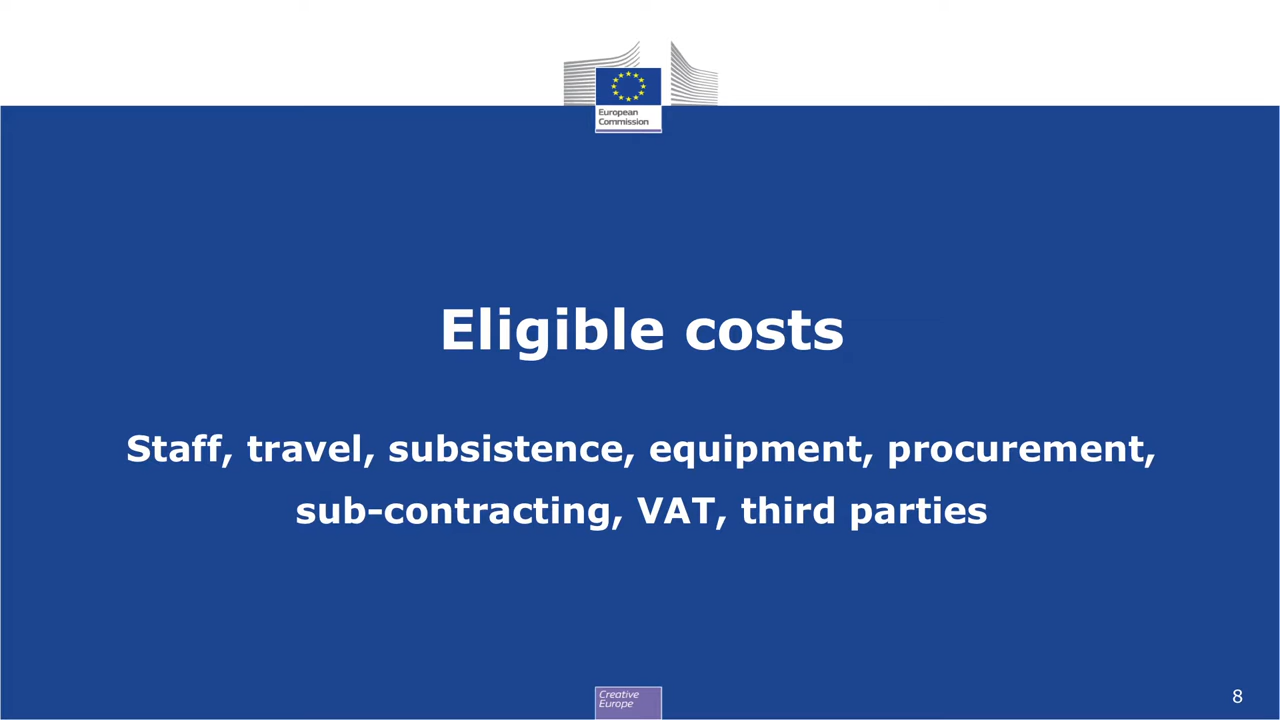 European
Commission
Eligible costs
Staff, travel, subsistence, equipment, procurement,
sub-contracting, VAT, third parties
Creative
Europe
8